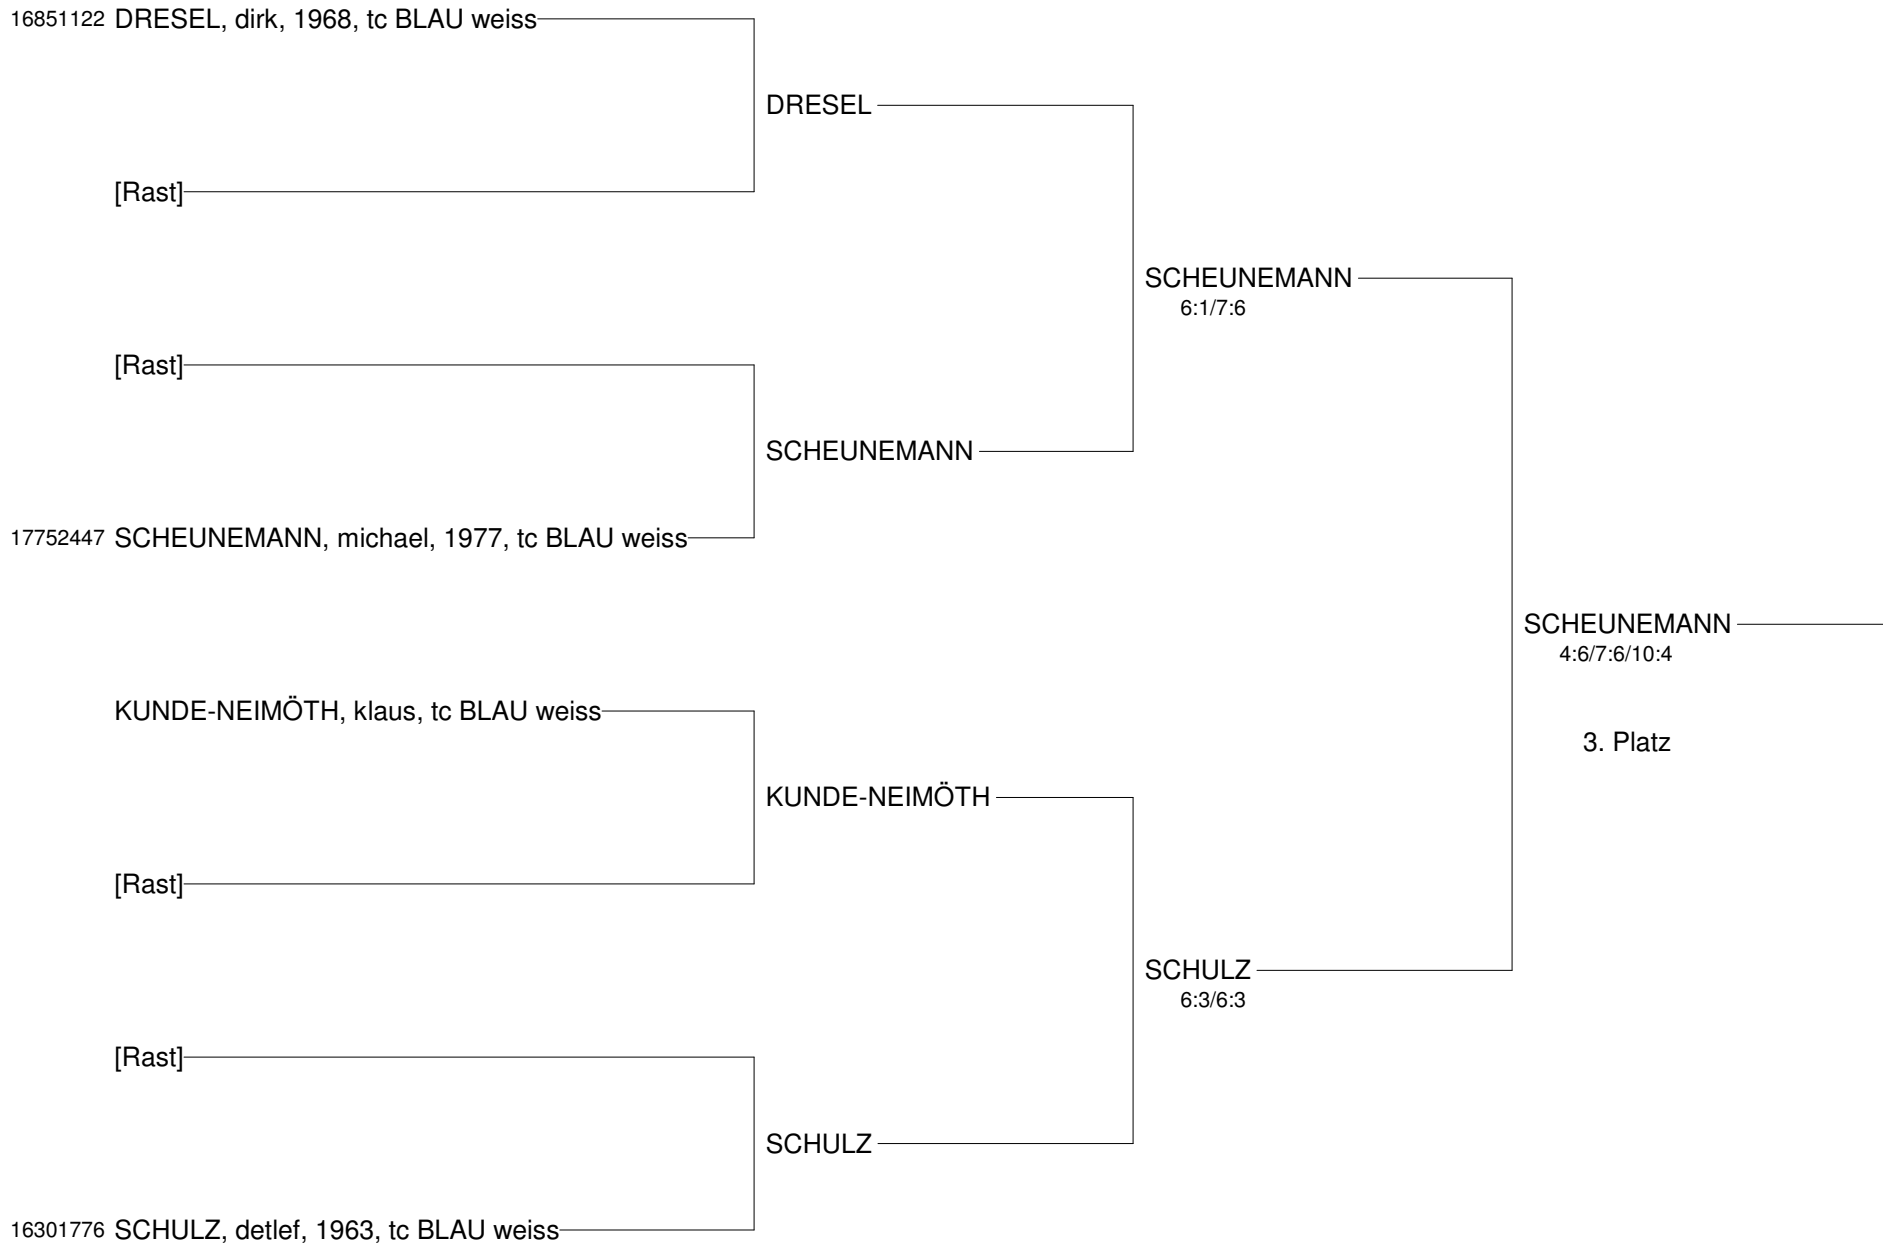 16851122 DRESEL, dirk, 1968, tc BLAU weiss
DRESEL
[Rast]
SCHEUNEMANN
6:1/7:6
[Rast]
SCHEUNEMANN
17752447 SCHEUNEMANN, michael, 1977, tc BLAU weiss
SCHEUNEMANN
4:6/7:6/10:4
KUNDE-NEIMÖTH, klaus, tc BLAU weiss
3. Platz
KUNDE-NEIMÖTH
[Rast]
SCHULZ
6:3/6:3
[Rast]
SCHULZ
16301776 SCHULZ, detlef, 1963, tc BLAU weiss